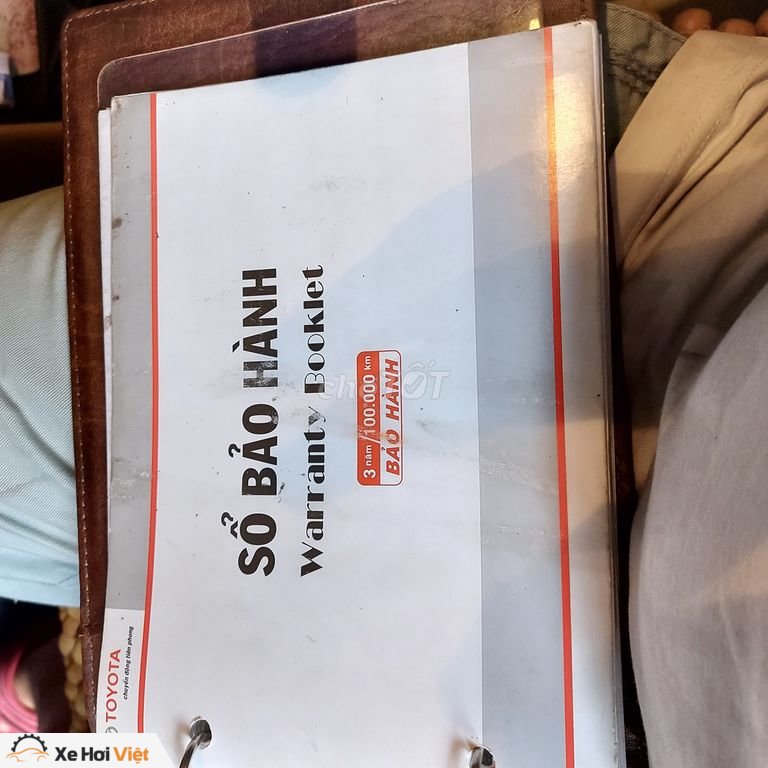 TOYOTA
chuyển động tiên phong
SỔ BẢO HÀNH
Warranty Booklet
3 năm/100.000 km
BẢO HÀNH
chợTỐT
Xe Hơi Việt